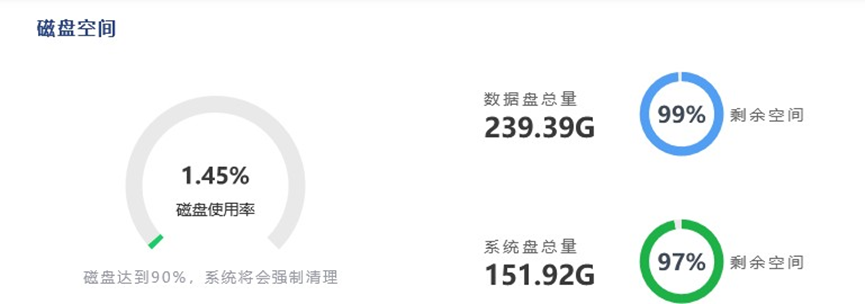 磁盘空间
1.45%
磁盘使用率
磁盘达到90%，系统将会强制清理
数据盘总量
239.39G
99%
剩余空间
系统盘总量
151.92G
97%
剩余空间